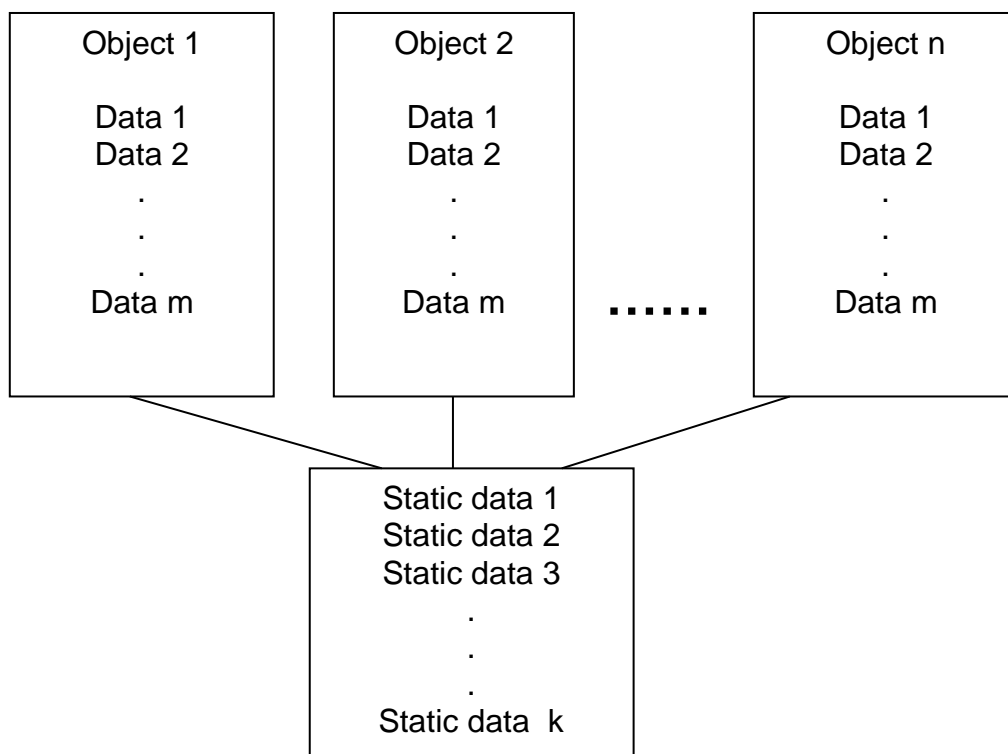 Object 1
Data 1
Data 2
.
.
.
Data m
Object 2
Data 1
Data 2
.
.
.
Data m
......
Object n
Data 1
Data 2
.
.
.
Data m
Static data 1
Static data 2
Static data 3
.
.
.
Static data k